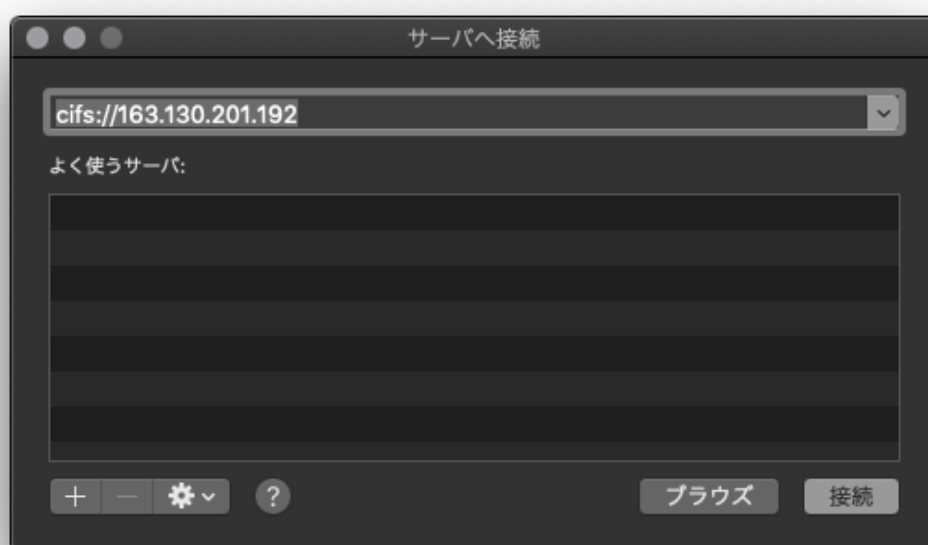 サーバへ接続
cifs://163.130.201.192
よく使うサーバ:
?
ブラウズ 接続